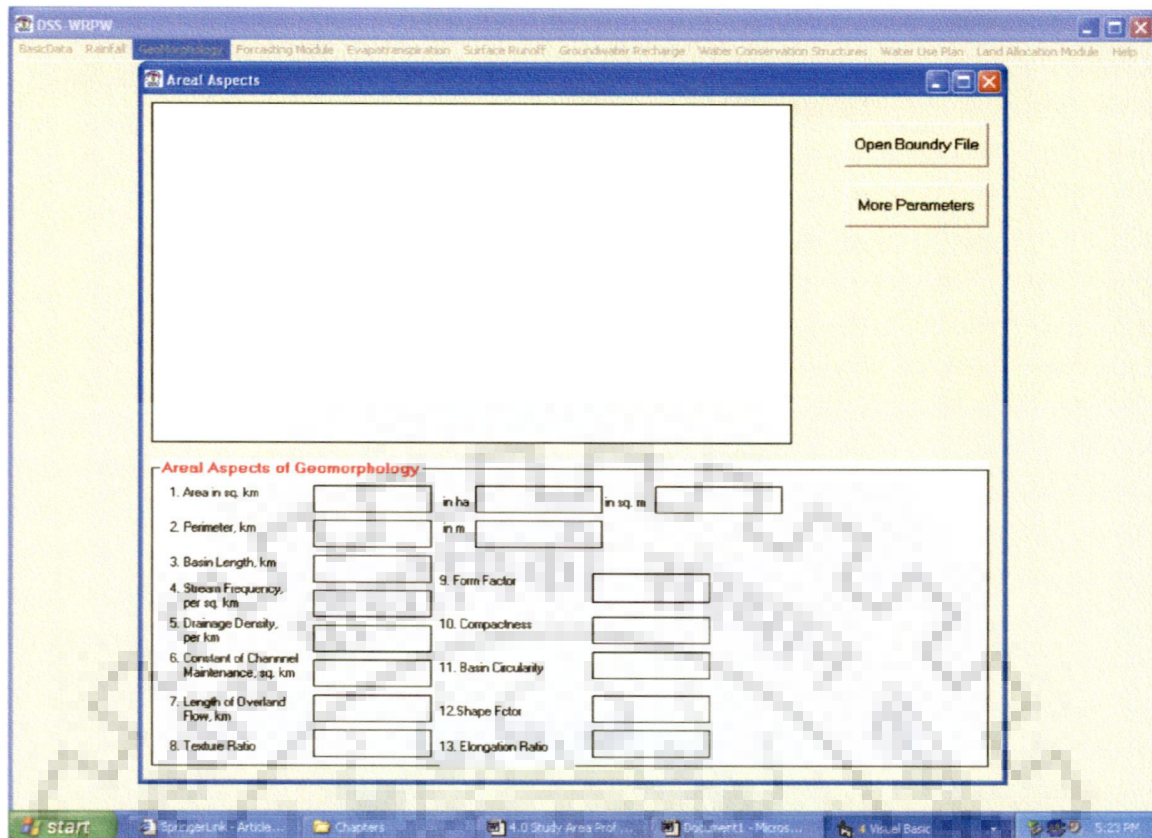 DSS-WRPW
BasicData Rainfall GeoMorphology Forcasting Module Evapotranspiration Surface Runoff Groundwater Recharge Water Conservation Structures Water Use Plan Land Allocation Module Help
Areal Aspects
Open Boundry File
More Parameters
Areal Aspects of Geomorphology
1. Area in sq. km
in ha
in sq. m
2. Perimeter, km
in m
3. Basin Length, km
4. Stream Frequency,
per sq. km
5. Drainage Density,
per km
6. Constant of Channnel
Maintenance, sq. km
7. Length of Overland
Flow, km
8. Texture Ratio
9. Form Factor
10. Compactness
11. Basin Circularity
12.Shape Fctor
13. Elongation Ratio
start
SpringerLink - Article...
Chapters
4.0 Study Area Prof...
Document1 - Micros...
4 Visual Basic
5:23 PM